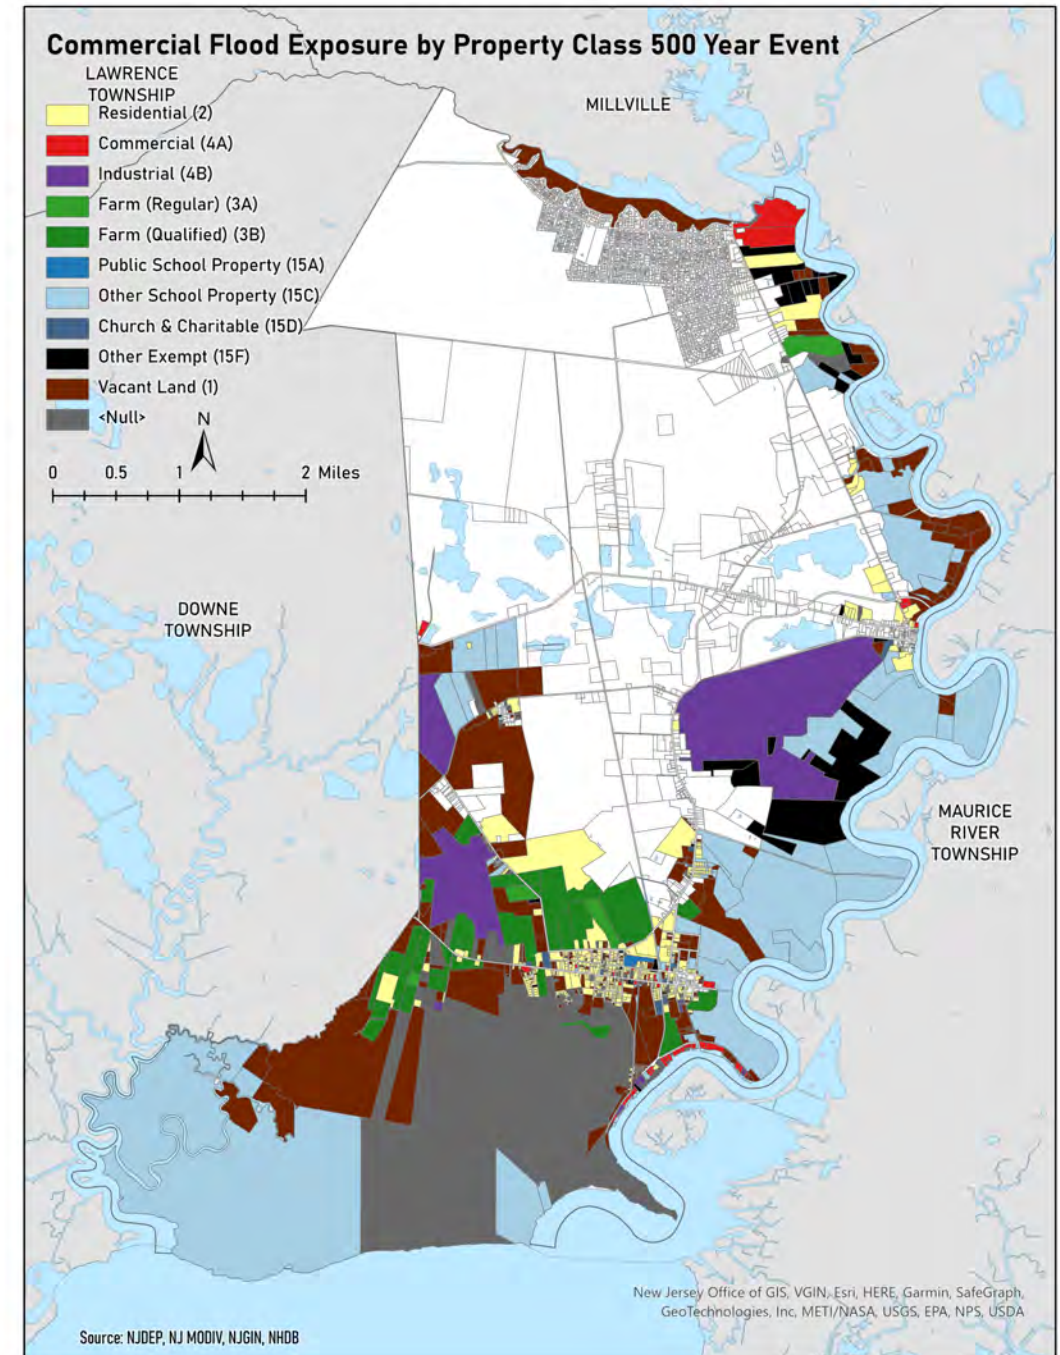 Commercial Flood Exposure by Property Class 500 Year Event
LAWRENCE
TOWNSHIP
MILLVILLE
Residential (2)
Commercial (4A)
Industrial (4B)
Farm (Regular) (3A)
Farm (Qualified) (3B)
Public School Property (15A)
Other School Property (15C)
Church & Charitable (15D)
Other Exempt (15F)
Vacant Land (1)
<Null>
N
0 0.5 1 2 Miles
DOWNE
TOWNSHIP
MAURICE
RIVER
TOWNSHIP
New Jersey Office of GIS, VGIN, Esri, HERE, Garmin, SafeGraph,
GeoTechnologies, Inc, METI/NASA, USGS, EPA, NPS, USDA
Source: NJDEP, NJ MODIV, NJGIN, NHDB